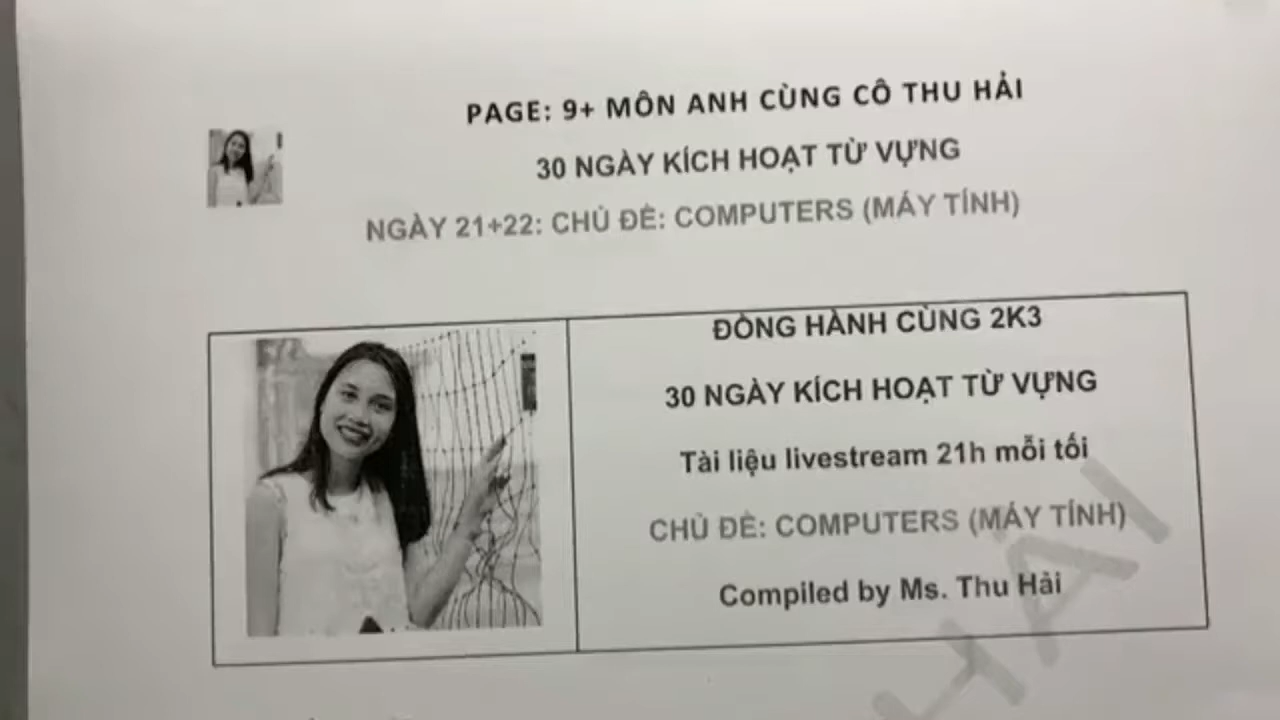 PAGE: 9+ MÔN ANH CÙNG CÔ THU HẢI
30 NGÀY KÍCH HOẠT TỪ VỰNG
NGÀY 21+22: CHỦ ĐỀ: COMPUTERS (MÁY TÍNH)
ĐỒNG HÀNH CÙNG 2K3
30 NGÀY KÍCH HOẠT TỪ VỰNG
Tài liệu livestream 21h mỗi tối
CHỦ ĐỀ: COMPUTERS (MÁY TÍNH)
Compiled by Ms. Thu Hải
HẢI